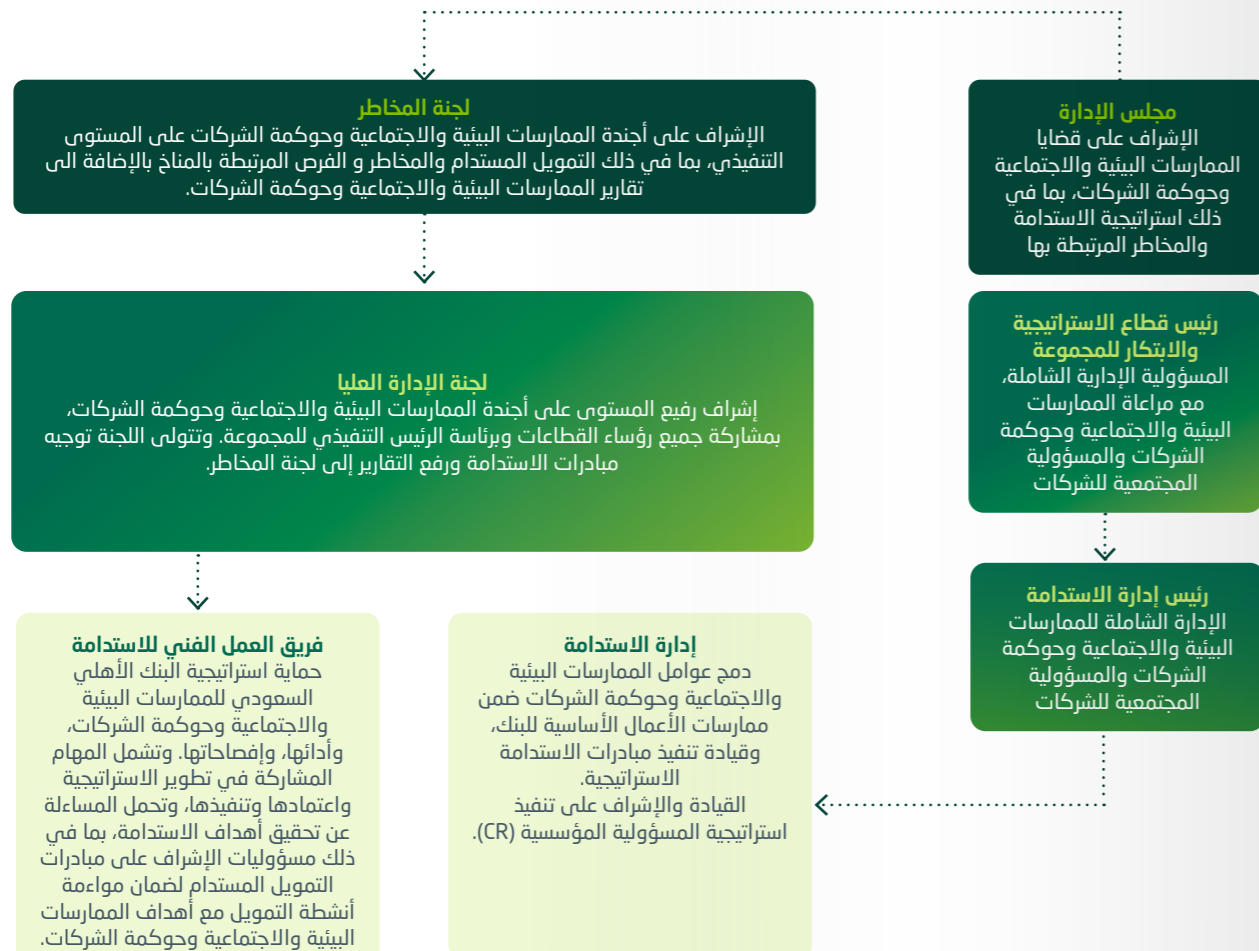 مجلس الإدارة
الإشراف على قضايا
الممارسات البيئية والاجتماعية
وحوكمة الشركات، بما في
ذلك استراتيجية الاستدامة
والمخاطر المرتبطة بها
لجنة المخاطر
الإشراف على أجندة الممارسات البيئية والاجتماعية وحوكمة الشركات على المستوى
التنفيذي، بما في ذلك التمويل المستدام والمخاطر و الفرص المرتبطة بالمناخ بالإضافة الى
تقارير الممارسات البيئية والاجتماعية وحوكمة الشركات.
رئيس قطاع الاستراتيجية
والابتكار للمجموعة
المسؤولية الإدارية الشاملة،
مع مراعاة الممارسات
البيئية والاجتماعية وحوكمة
الشركات والمسؤولية
المجتمعية للشركات
لجنة الإدارة العليا
إشراف رفيع المستوى على أجندة الممارسات البيئية والاجتماعية وحوكمة الشركات،
بمشاركة جميع رؤساء القطاعات وبرئاسة الرئيس التنفيذي للمجموعة. وتتولى اللجنة توجيه
مبادرات الاستدامة ورفع التقارير إلى لجنة المخاطر.
رئيس إدارة الاستدامة
الإدارة الشاملة للممارسات
البيئية والاجتماعية وحوكمة
الشركات والمسؤولية
المجتمعية للشركات
إدارة الاستدامة
دمج عوامل الممارسات البيئية
والاجتماعية وحوكمة الشركات ضمن
ممارسات الأعمال الأساسية للبنك،
وقيادة تنفيذ مبادرات الاستدامة
الاستراتيجية.
القيادة والإشراف على تنفيذ
استراتيجية المسؤولية المؤسسية (CR).
فريق العمل الفني للاستدامة
حماية استراتيجية البنك الأهلي
السعودي للممارسات البيئية
والاجتماعية وحوكمة الشركات،
وأدائها، وإفصاحاتها. وتشمل المهام
المشاركة في تطوير الاستراتيجية
واعتمادها وتنفيذها، وتحمل المساءلة
عن تحقيق أهداف الاستدامة، بما في
ذلك مسؤوليات الإشراف على مبادرات
التمويل المستدام لضمان مواءمة
أنشطة التمويل مع أهداف الممارسات
البيئية والاجتماعية وحوكمة الشركات.